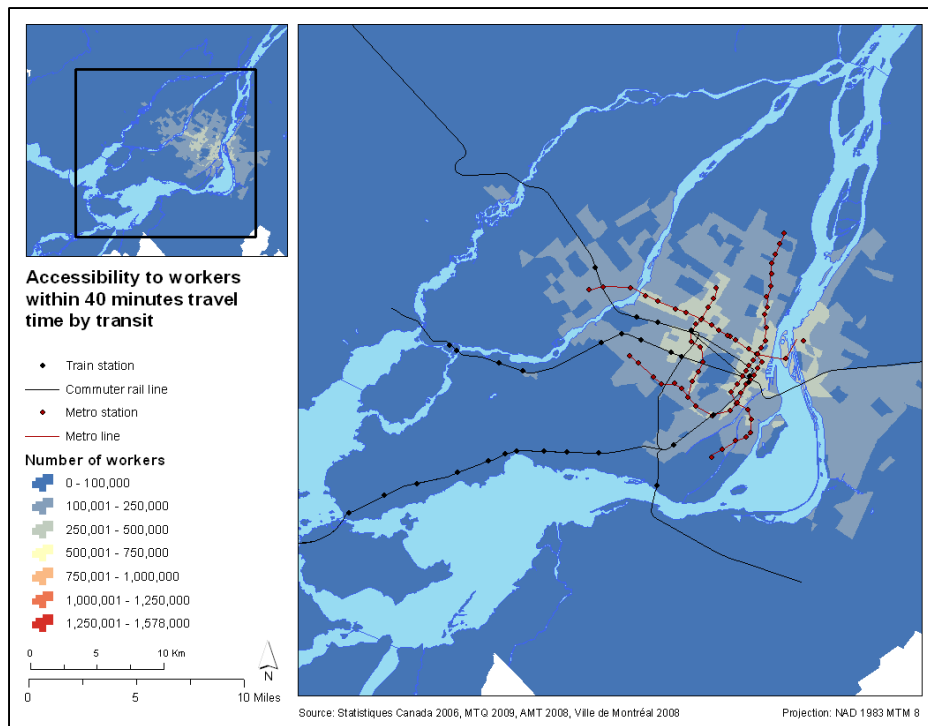 Accessibility to workers
within 40 minutes travel
time by transit
Train station
Commuter rail line
Metro station
Metro line
Number of workers
0 - 100,000
100,001 - 250,000
250,001 - 500,000
500,001 - 750,000
750,001 - 1,000,000
1,000,001 - 1,250,000
1,250,001 - 1,578,000
0 5 10 Km
N
0 5 10 Miles
Source: Statistiques Canada 2006, MTQ 2009, AMT 2008, Ville de Montréal 2008 Projection: NAD 1983 MTM 8